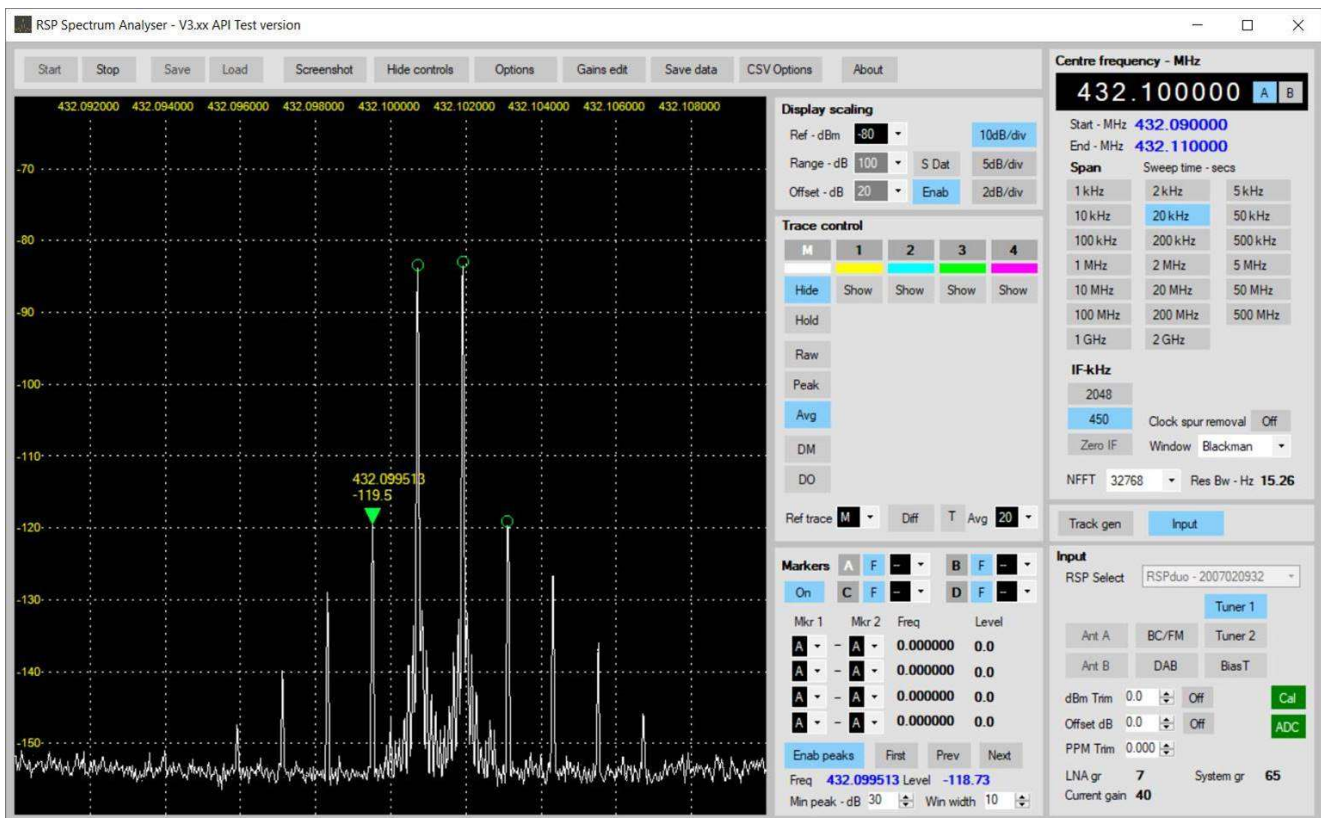 RSP Spectrum Analyser - V3.xx API Test version
Start Stop Save Load Screenshot Hide controls Options Gains edit Save data CSV Options About
432.092000 432.094000 432.096000 432.098000 432.100000 432.102000 432.104000 432.106000 432.108000
-70
-80
-90
-100
-110
-120
-130
-140
-150
432.099513
-119.5
Display scaling
Ref - dBm -80 10dB/div
Range - dB 100 S Dat 5dB/div
Offset - dB 20 Enab 2dB/div
Trace control
M 1 2 3 4
Hide Show Show Show Show
Hold
Raw
Peak
Avg
DM
DO
Ref trace M Diff T Avg 20
Markers A F -- B F --
On C F -- D F --
Mkr 1 Mkr 2 Freq Level
A - A 0.000000 0.0
A - A 0.000000 0.0
A - A 0.000000 0.0
A - A 0.000000 0.0
Enab peaks First Prev Next
Freq 432.099513 Level -118.73
Min peak - dB 30 Win width 10
Centre frequency - MHz
432.100000 A B
Start - MHz 432.090000
End - MHz 432.110000
Span Sweep time - secs
1 kHz 2 kHz 5 kHz
10 kHz 20 kHz 50 kHz
100 kHz 200 kHz 500 kHz
1 MHz 2 MHz 5 MHz
10 MHz 20 MHz 50 MHz
100 MHz 200 MHz 500 MHz
1 GHz 2 GHz
IF-kHz
2048
450 Clock spur removal Off
Zero IF Window Blackman
NFFT 32768 Res Bw - Hz 15.26
Track gen Input
Input
RSP Select RSPduo - 2007020932
Tuner 1
Ant A BC/FM Tuner 2
Ant B DAB BiasT
dBm Trim 0.0 Off Cal
Offset dB 0.0 Off ADC
PPM Trim 0.000
LNA gr 7 System gr 65
Current gain 40